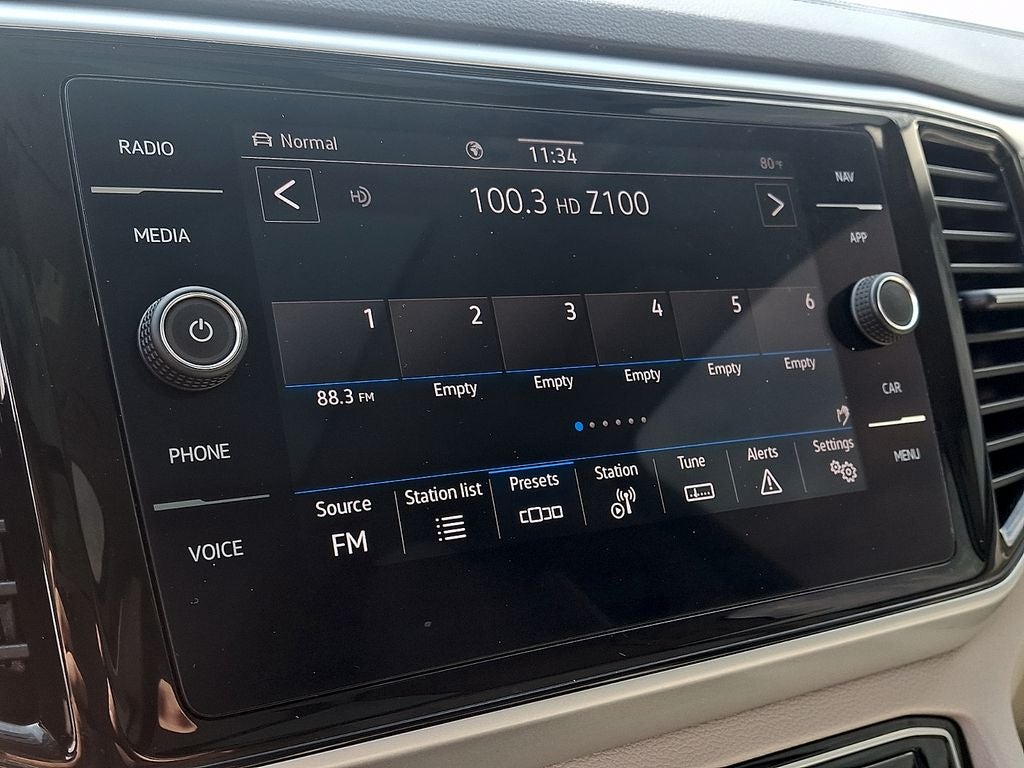 RADIO
MEDIA
PHONE
VOICE
Normal
11:34
80°F
HD
100.3 HD Z100
1
2
3
4
5
6
88.3 FM
Empty
Empty
Empty
Empty
Empty
Source
FM
Station list
Presets
Station
Tune
Alerts
Settings
NAV
APP
CAR
MENU